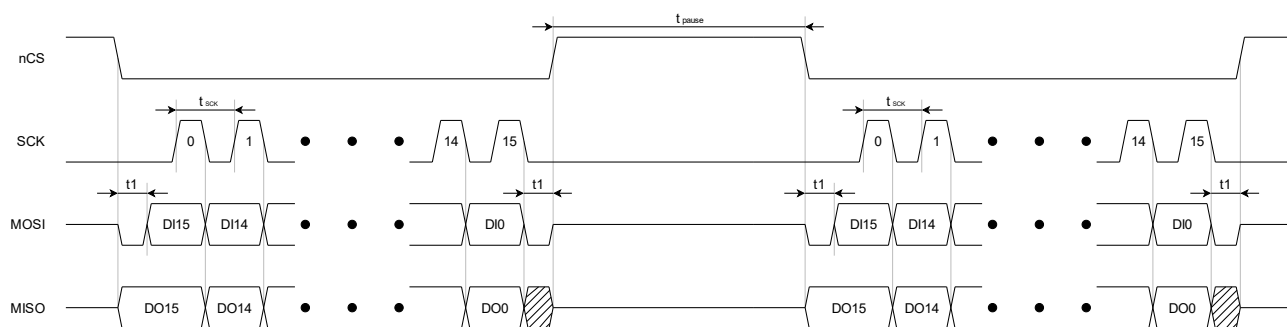 t pause
nCS
t SCK t SCK
SCK 0 1 14 15 0 1 14 15
t1 t1 t1 t1
MOSI DI15 DI14 DI0 DI15 DI14 DI0
MISO DO15 DO14 DO0 DO15 DO14 DO0